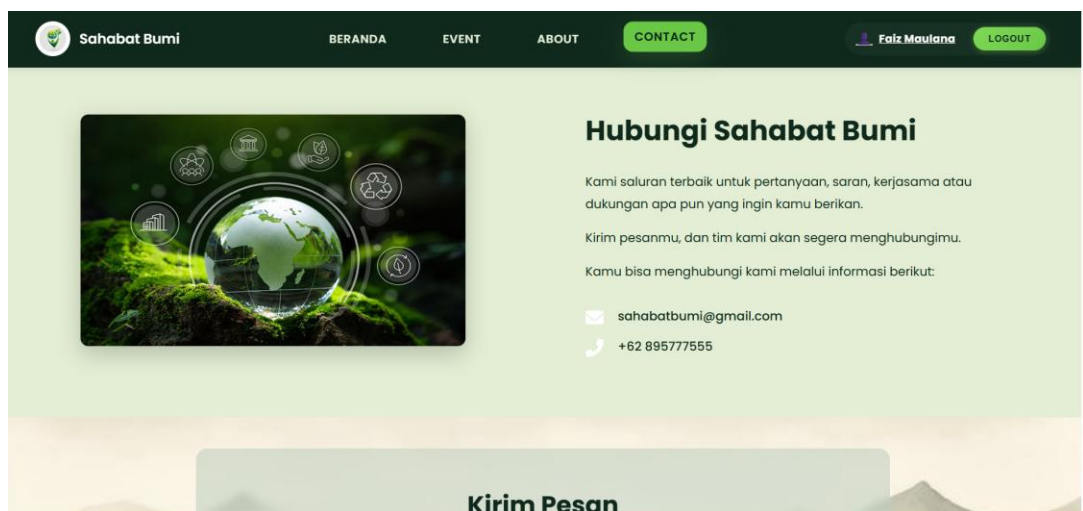 Sahabat Bumi
BERANDA
EVENT
ABOUT
CONTACT
Faiz Maulana
LOGOUT
Hubungi Sahabat Bumi
Kami saluran terbaik untuk pertanyaan, saran, kerjasama atau
dukungan apa pun yang ingin kamu berikan.
Kirim pesanmu, dan tim kami akan segera menghubungimu.
Kamu bisa menghubungi kami melalui informasi berikut:
sahabatbumi@gmail.com
+62 895777555
Kirim Pesan